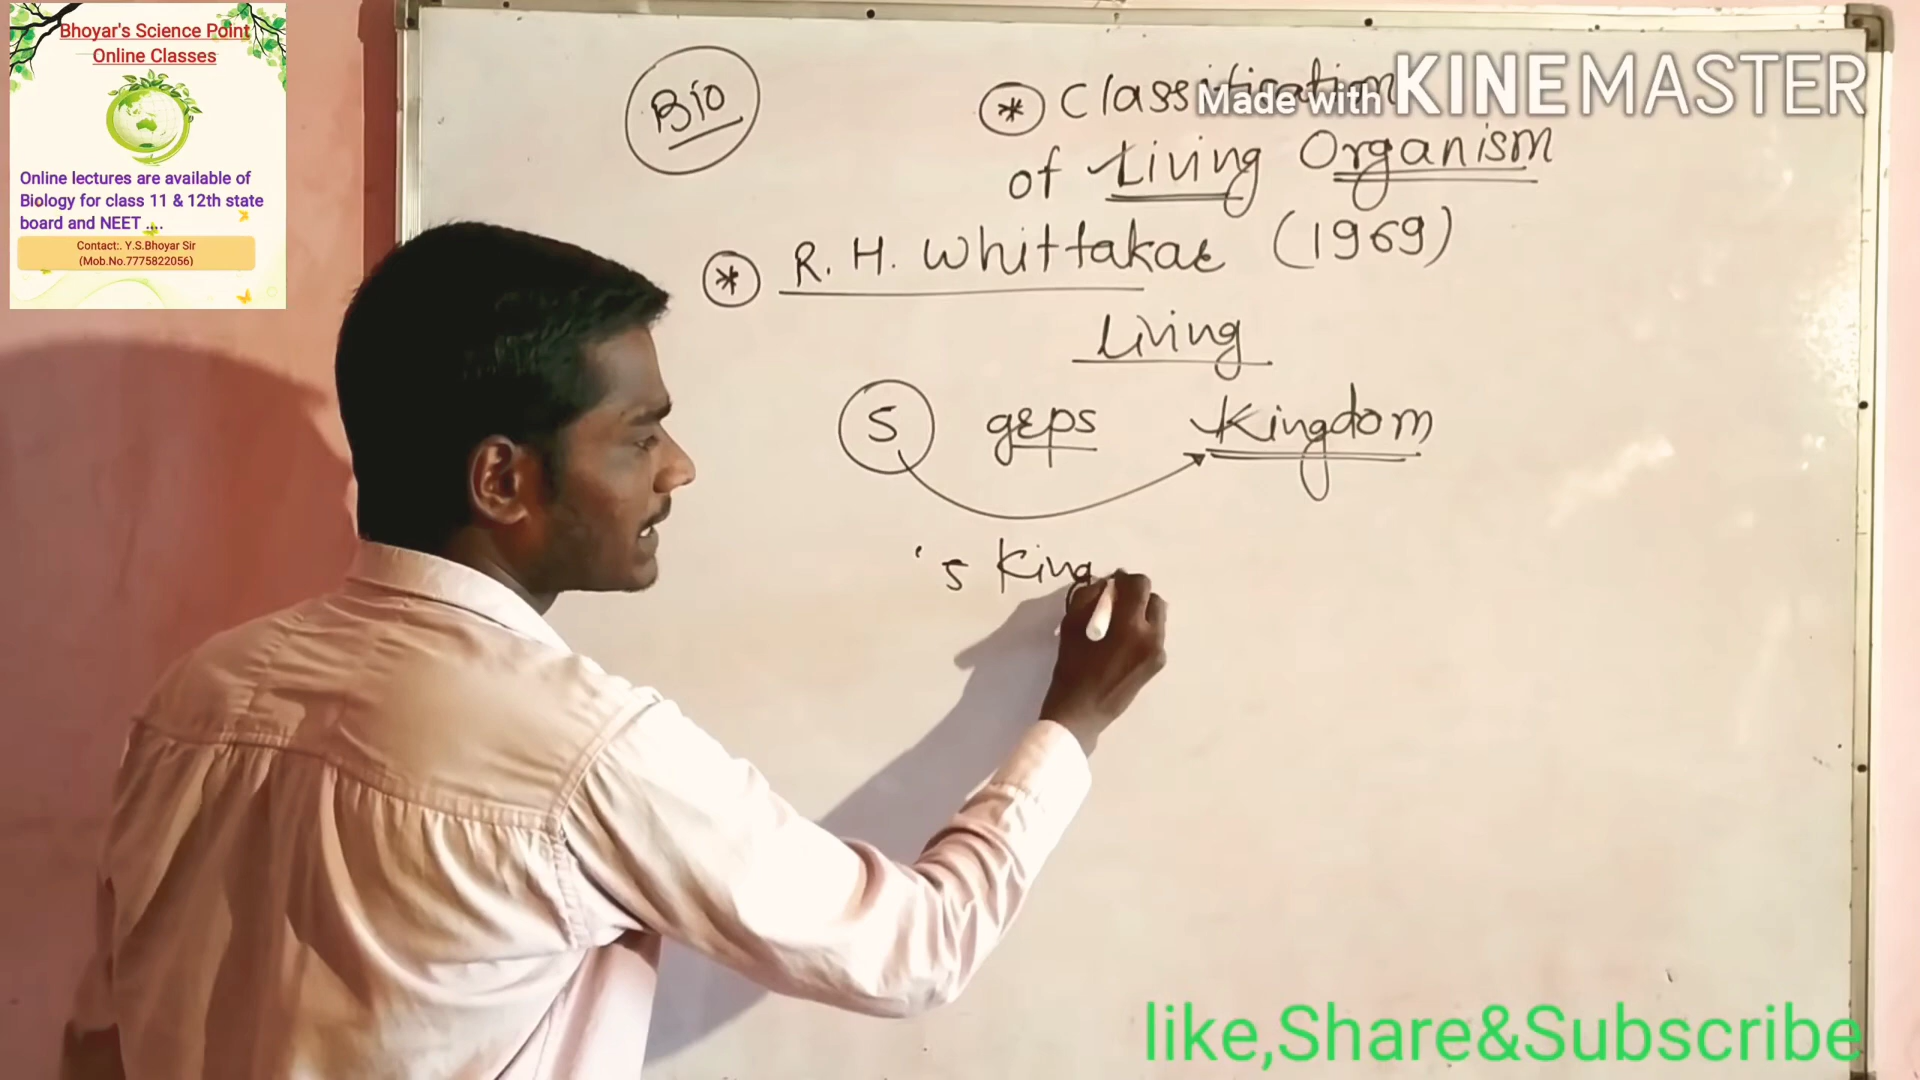 Bhoyar's Science Point
Online Classes
Online lectures are available of
Biology for class 11 & 12th state
board and NEET ....
Contact:. Y.S.Bhoyar Sir
(Mob.No.7775822056)
Bio
* Classification
Made with KINEMASTER
of Living Organism
* R. H. Whittakar (1969)
Living
5 grps Kingdom
' 5 King
like,Share&Subscribe